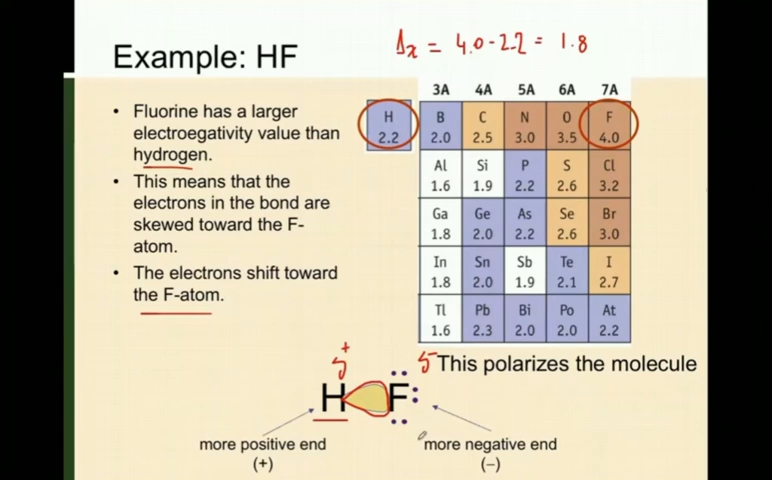 Δx = 4.0 - 2.2 = 1.8
Example: HF
• Fluorine has a larger
electroegativity value than
hydrogen.
• This means that the
electrons in the bond are
skewed toward the F-
atom.
• The electrons shift toward
the F-atom.
3A 4A 5A 6A 7A
H B C N O F
2.2 2.0 2.5 3.0 3.5 4.0
Al Si P S Cl
1.6 1.9 2.2 2.6 3.2
Ga Ge As Se Br
1.8 2.0 2.2 2.6 3.0
In Sn Sb Te I
1.8 2.0 1.9 2.1 2.7
Tl Pb Bi Po At
1.6 2.3 2.0 2.0 2.2
δ+ δ- This polarizes the molecule
H F
more positive end
(+)
more negative end
(−)